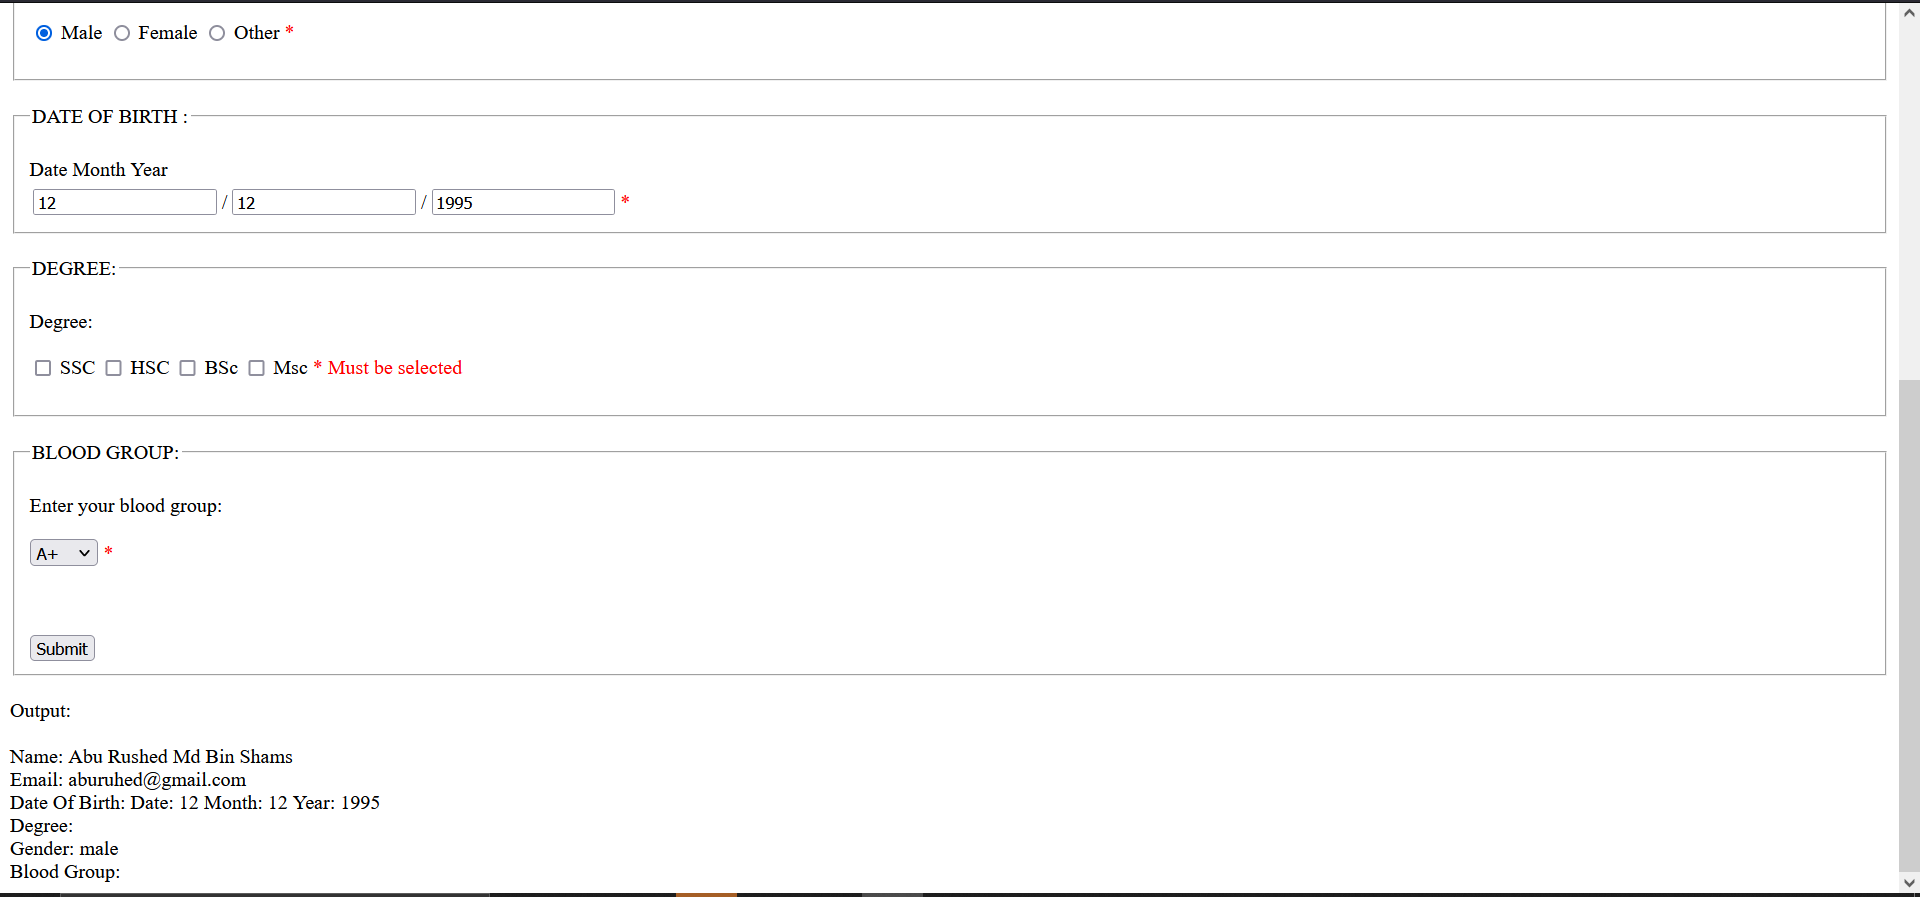 Male Female Other *
DATE OF BIRTH :
Date Month Year
12 / 12 / 1995 *
DEGREE:
Degree:
SSC HSC BSc Msc * Must be selected
BLOOD GROUP:
Enter your blood group:
A+ *
Submit
Output:
Name: Abu Rushed Md Bin Shams
Email: aburuhed@gmail.com
Date Of Birth: Date: 12 Month: 12 Year: 1995
Degree:
Gender: male
Blood Group: